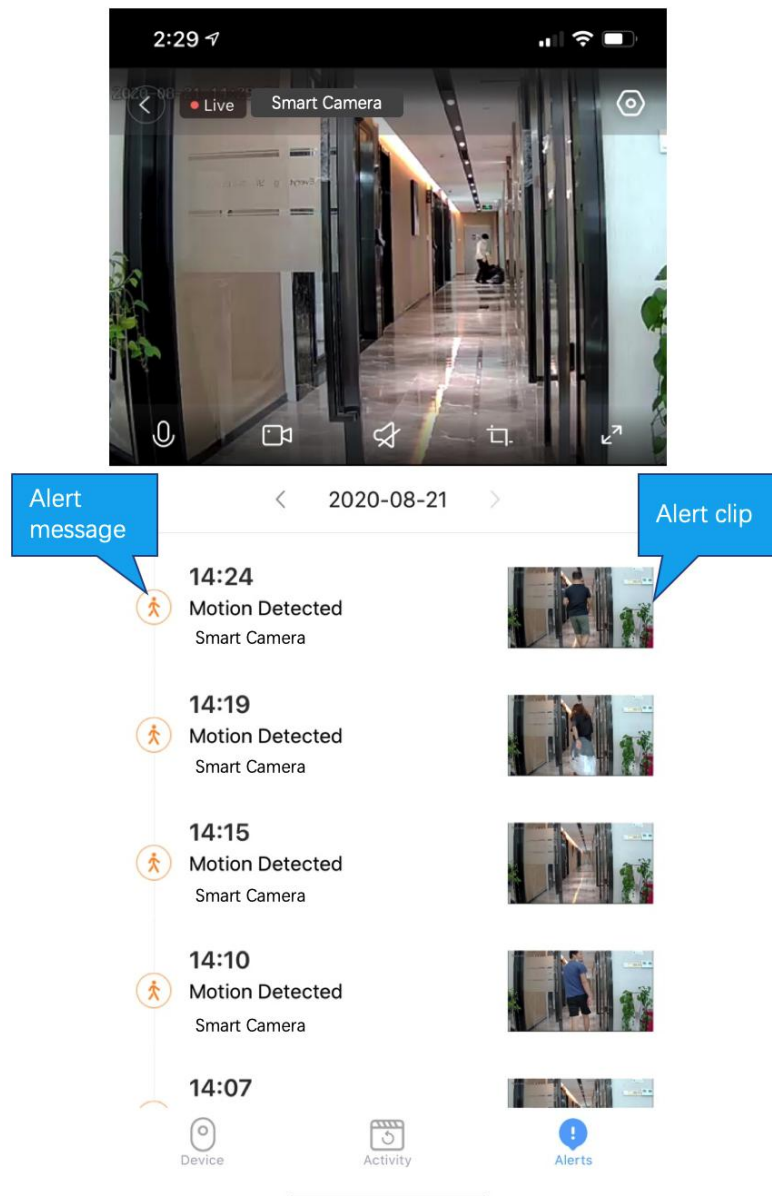 2:29
Live
Smart Camera
Alert
message
2020-08-21
Alert clip
14:24
Motion Detected
Smart Camera
14:19
Motion Detected
Smart Camera
14:15
Motion Detected
Smart Camera
14:10
Motion Detected
Smart Camera
14:07
Device
Activity
Alerts